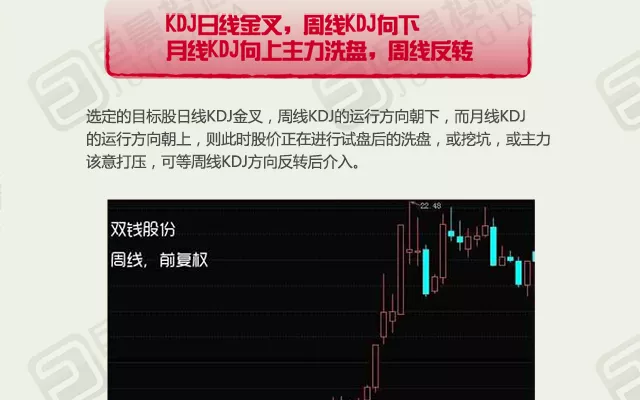 KDJ日线金叉，周线KDJ向下
月线KDJ向上主力洗盘，周线反转
选定的目标股日线KDJ金叉，周线KDJ的运行方向朝下，而月线KDJ
的运行方向朝上，则此时股价正在进行试盘后的洗盘，或挖坑，或主力
该意打压，可等周线KDJ方向反转后介入。
22.48
双钱股份
周线，前复权